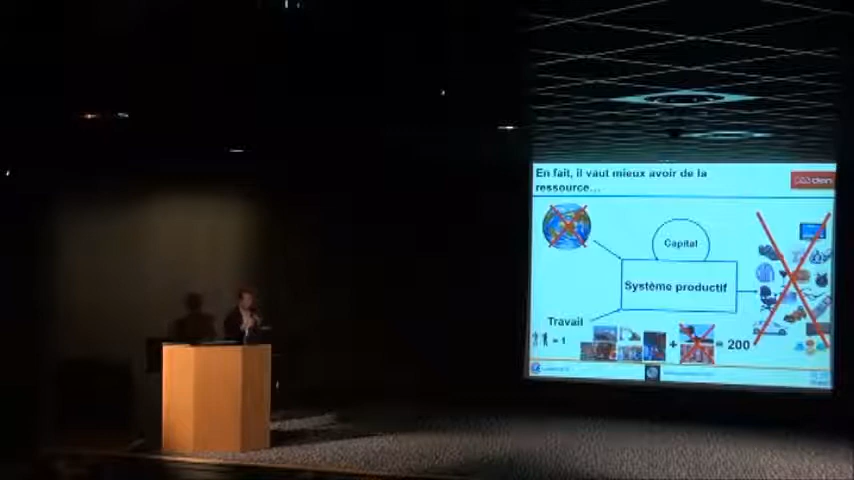 En fait, il vaut mieux avoir de la
ressource...
Capital
Système productif
Travail
= 1
+
= 200